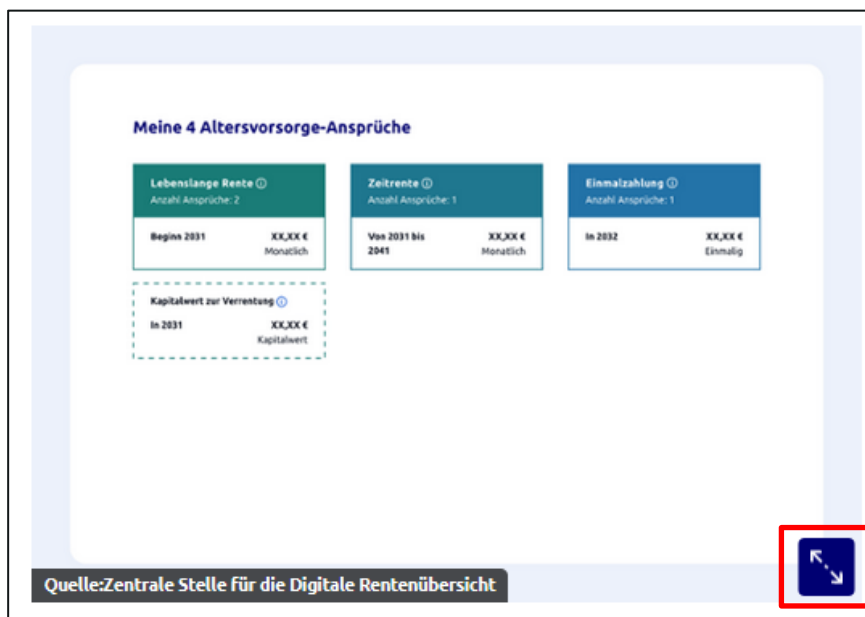 Meine 4 Altersvorsorge-Ansprüche
Lebenslange Rente ⓘ
Anzahl Ansprüche: 2
Beginn 2031 XX,XX €
Monatlich
Zeitrente ⓘ
Anzahl Ansprüche: 1
Von 2031 bis XX,XX €
2041 Monatlich
Einmalzahlung ⓘ
Anzahl Ansprüche: 1
In 2032 XX,XX €
Einmalig
Kapitalwert zur Verrentung ⓘ
In 2031 XX,XX €
Kapitalwert
Quelle:Zentrale Stelle für die Digitale Rentenübersicht